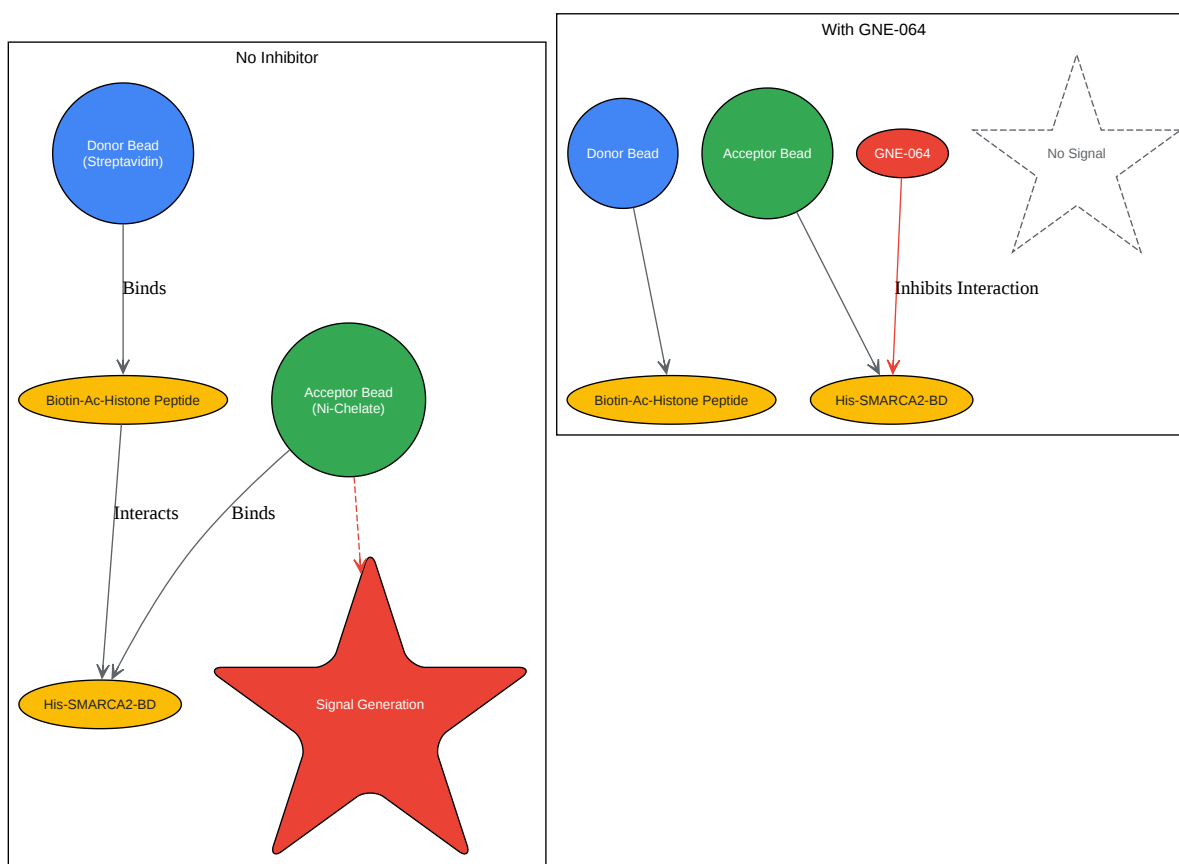 No Inhibitor
Donor Bead
(Streptavidin)
Binds
Biotin-Ac-Histone Peptide
Acceptor Bead
(Ni-Chelate)
Interacts
Binds
His-SMARCA2-BD
Signal Generation
With GNE-064
Donor Bead
Acceptor Bead
GNE-064
No Signal
Inhibits Interaction
Biotin-Ac-Histone Peptide
His-SMARCA2-BD